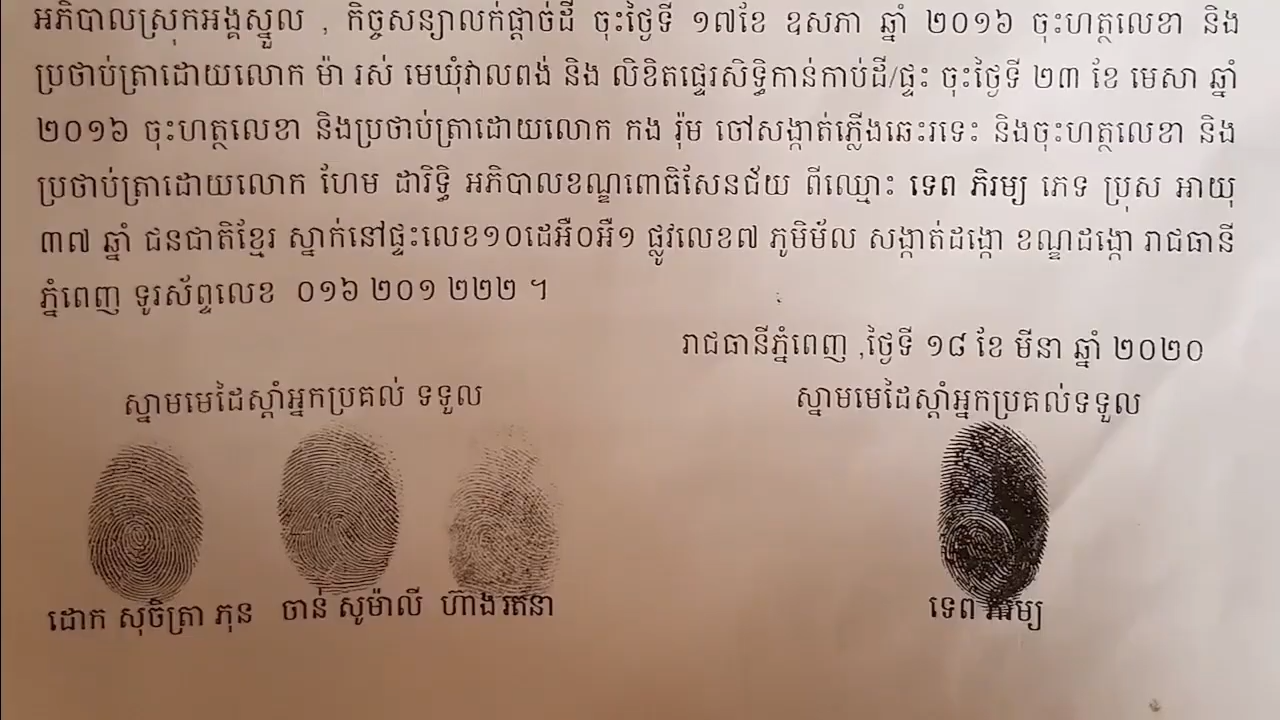 អភិបាលស្រុកអង្គស្នួល , កិច្ចសន្យាលក់ផ្តាច់ដី ចុះថ្ងៃទី ១៧ខែ ឧសភា ឆ្នាំ ២០១៦ ចុះហត្ថលេខា និង
ប្រថាប់ត្រាដោយលោក ម៉ា រស់ មេឃុំវាលពង់ និង លិខិតផ្ទេរសិទ្ធិកាន់កាប់ដី/ផ្ទះ ចុះថ្ងៃទី ២៣ ខែ មេសា ឆ្នាំ
២០១៦ ចុះហត្ថលេខា និងប្រថាប់ត្រាដោយលោក កង រ៉ុម ចៅសង្កាត់ភ្លើងឆេះរទេះ និងចុះហត្ថលេខា និង
ប្រថាប់ត្រាដោយលោក ហែម ដារិទ្ធិ អភិបាលខណ្ឌពោធិសែនជ័យ ពីឈ្មោះ ទេព ភិរម្យ ភេទ ប្រុស អាយុ
៣៧ ឆ្នាំ ជនជាតិខ្មែរ ស្នាក់នៅផ្ទះលេខ១០ដេអឺ០អឺ១ ផ្លូវលេខ៧ ភូមិម័ល សង្កាត់ដង្កោ ខណ្ឌដង្កោ រាជធានី
ភ្នំពេញ ទូរស័ព្ទលេខ ០១៦ ២០១ ២២២ ។
រាជធានីភ្នំពេញ ,ថ្ងៃទី ១៨ ខែ មីនា ឆ្នាំ ២០២០
ស្នាមមេដៃស្តាំអ្នកប្រគល់ ទទួល
ស្នាមមេដៃស្តាំអ្នកប្រគល់ទទួល
ដោក សុចិត្រា ភុន ចាន់ សូម៉ាលី ហ៊ាង រតនា
ទេព ភិរម្យ